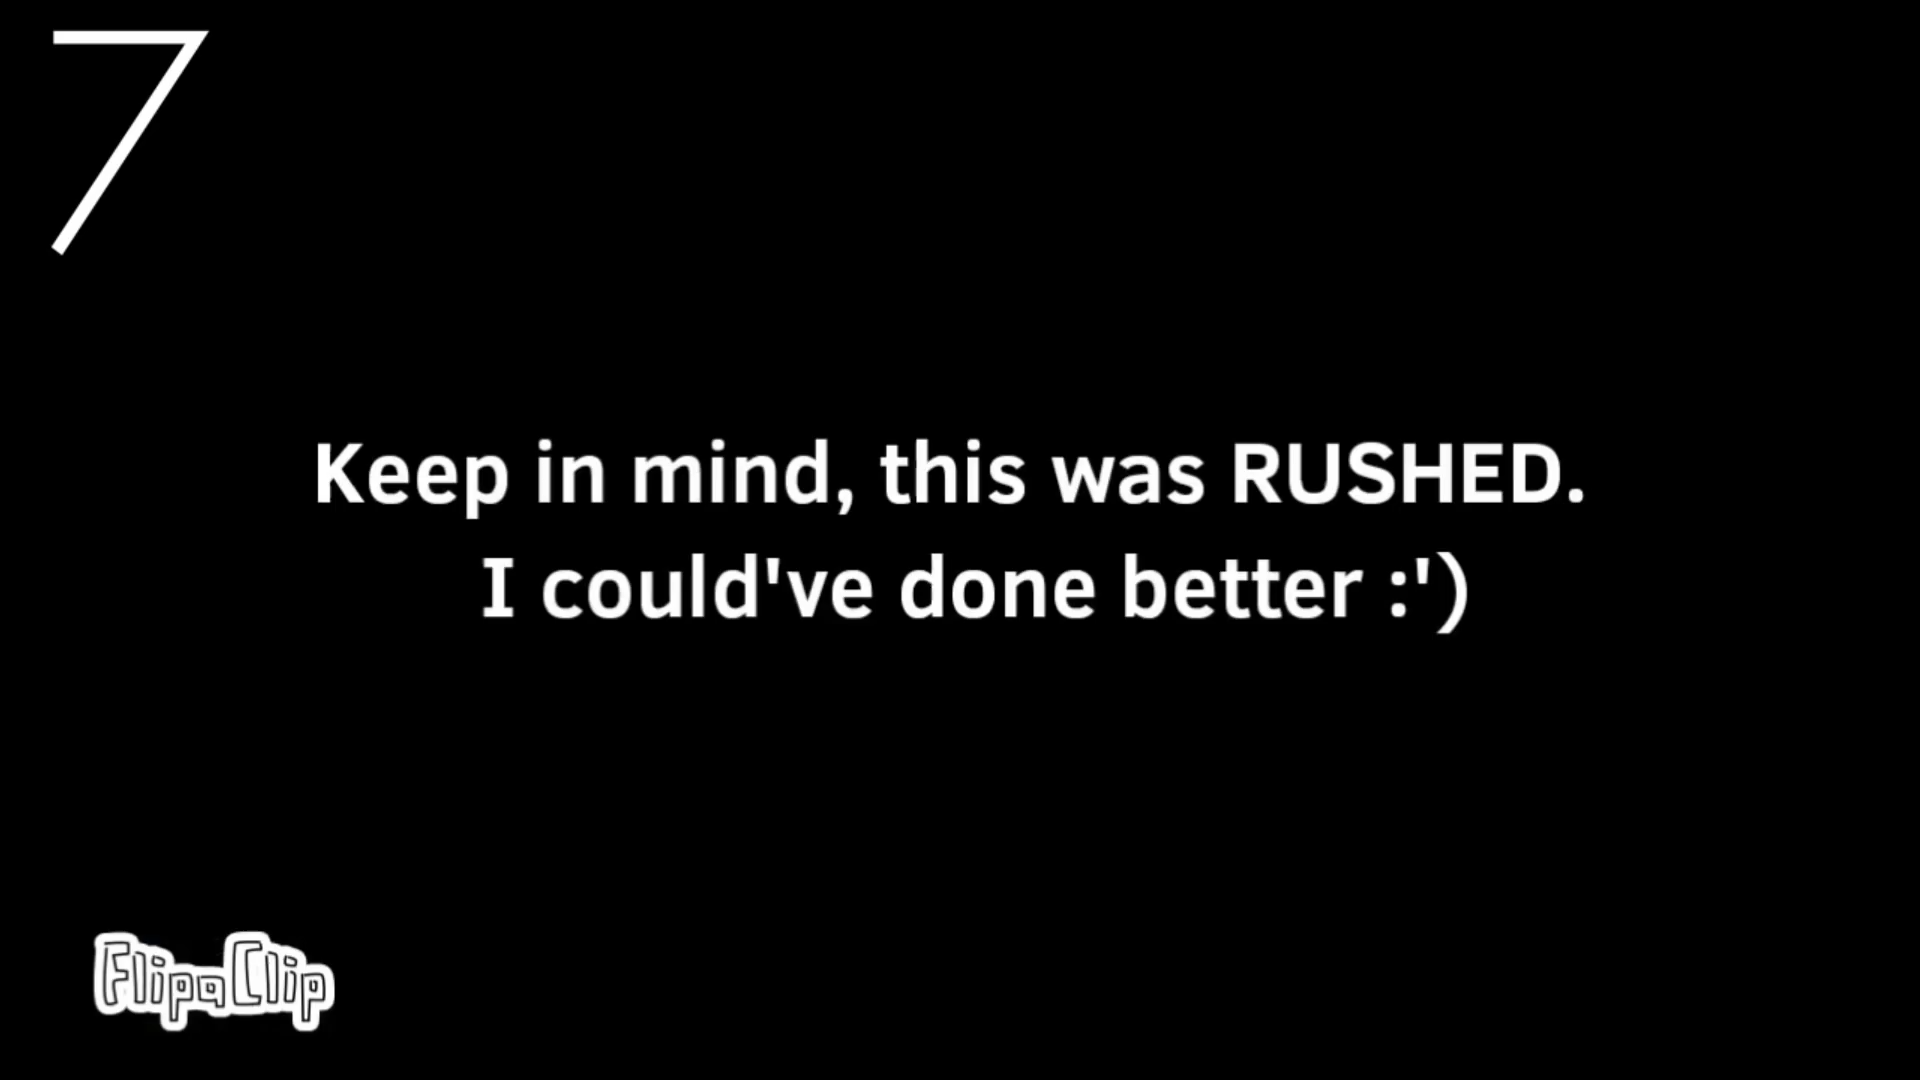 7
Keep in mind, this was RUSHED.
I could've done better :')
FlipaClip